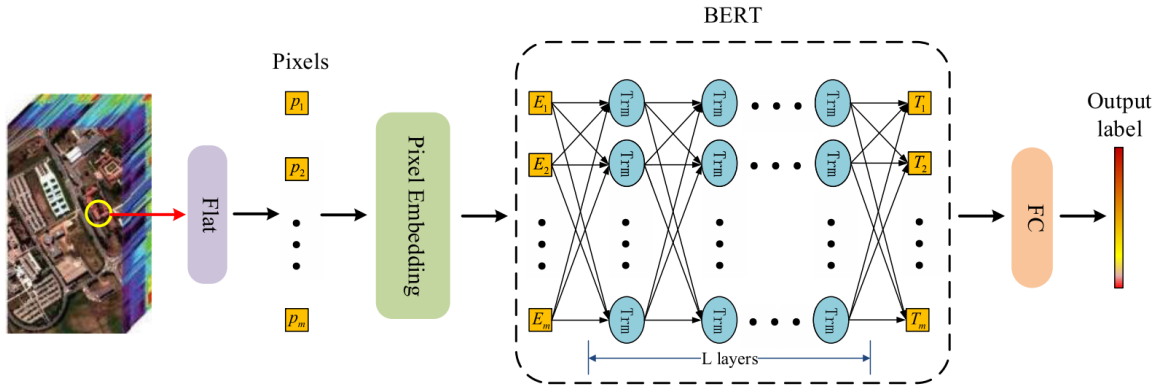 BERT
Pixels
Output
label
p1
p2
pm
Flat
Pixel Embedding
E1
E2
Em
Trm Trm Trm
Trm Trm Trm
Trm Trm Trm
T1
T2
Tm
L layers
FC